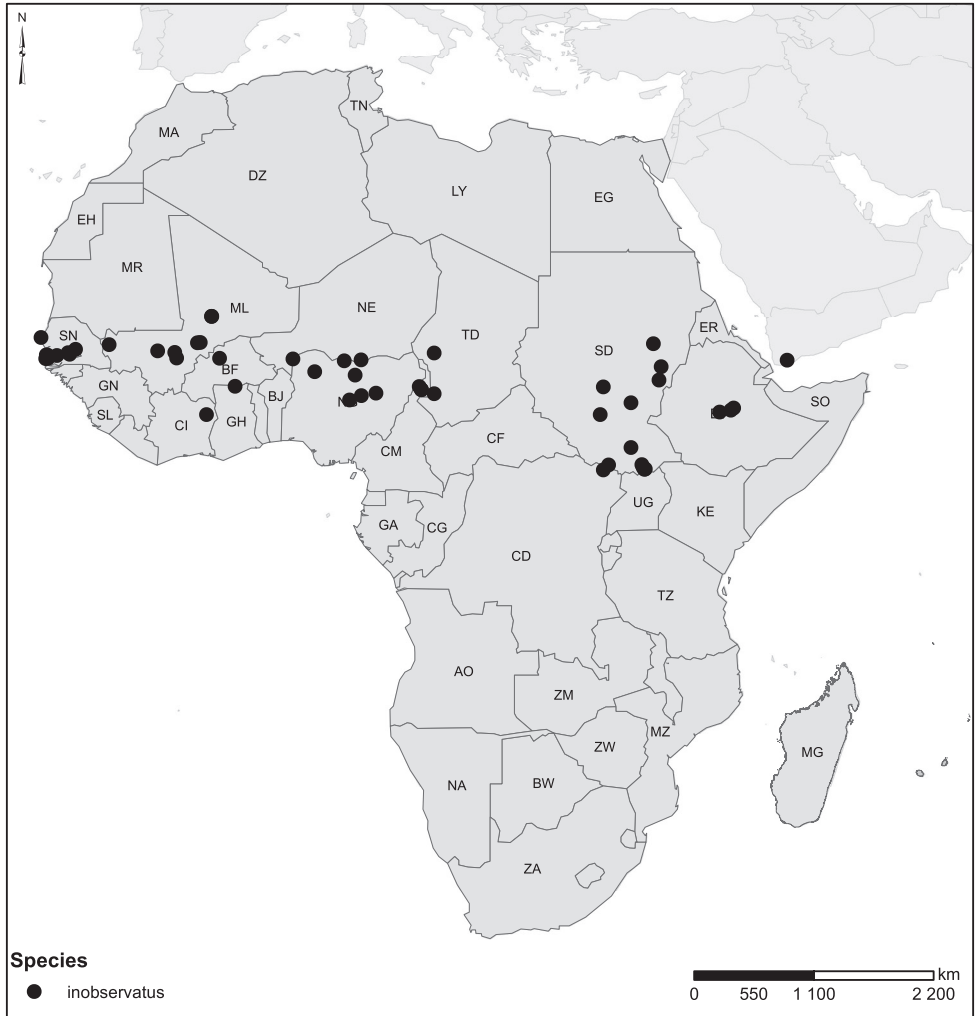 N
TN
MA
DZ
LY
EG
EH
MR
ML
NE
TD
SD
ER
SN
BF
GN
BJ
SO
SL
CI
GH
CM
CF
UG
KE
GA
CG
CD
TZ
AO
ZM
MZ
ZW
MG
NA
BW
ZA
Species
inobservatus
km
0 550 1 100 2 200